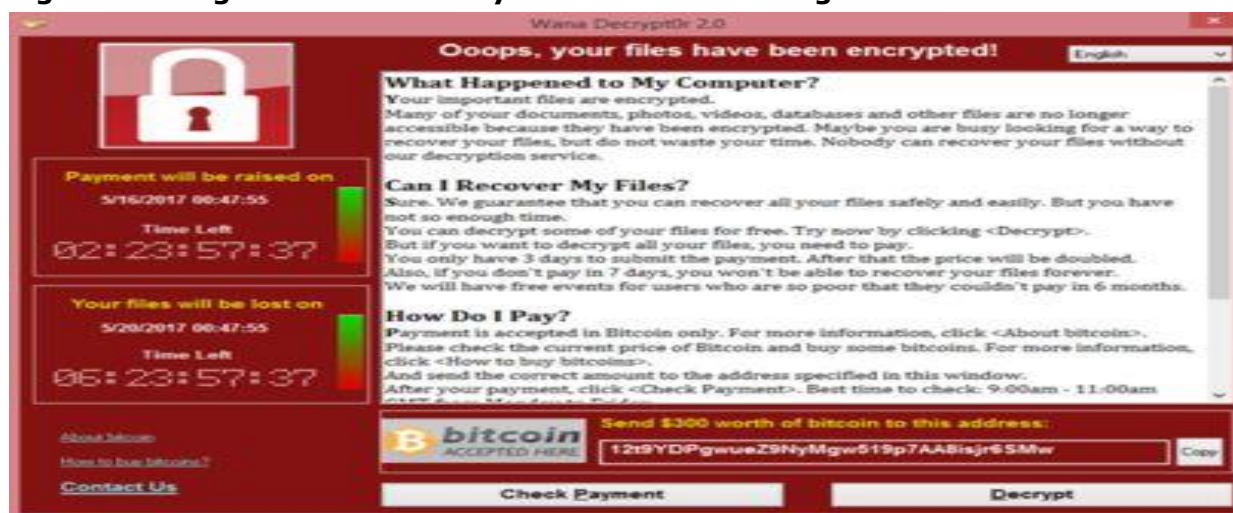 Wana Decrypt0r 2.0
Ooops, your files have been encrypted!
English
What Happened to My Computer?
Your important files are encrypted.
Many of your documents, photos, videos, databases and other files are no longer
accessible because they have been encrypted. Maybe you are busy looking for a way to
recover your files, but do not waste your time. Nobody can recover your files without
our decryption service.
Can I Recover My Files?
Sure. We guarantee that you can recover all your files safely and easily. But you have
not so enough time.
You can decrypt some of your files for free. Try now by clicking <Decrypt>.
But if you want to decrypt all your files, you need to pay.
You only have 3 days to submit the payment. After that the price will be doubled.
Also, if you don't pay in 7 days, you won't be able to recover your files forever.
We will have free events for users who are so poor that they couldn't pay in 6 months.
How Do I Pay?
Payment is accepted in Bitcoin only. For more information, click <About bitcoin>.
Please check the current price of Bitcoin and buy some bitcoins. For more information,
click <How to buy bitcoins>.
And send the correct amount to the address specified in this window.
After your payment, click <Check Payment>. Best time to check: 9:00am - 11:00am
GMT from Monday to Friday.
Payment will be raised on
5/16/2017 00:47:55
Time Left
02:23:57:37
Your files will be lost on
5/20/2017 00:47:55
Time Left
06:23:57:37
About bitcoin
How to buy bitcoins?
Contact Us
bitcoin
ACCEPTED HERE
Send $300 worth of bitcoin to this address:
12t9YDPgwueZ9NyMgw519p7AA8isjr6SMw
Copy
Check Payment
Decrypt